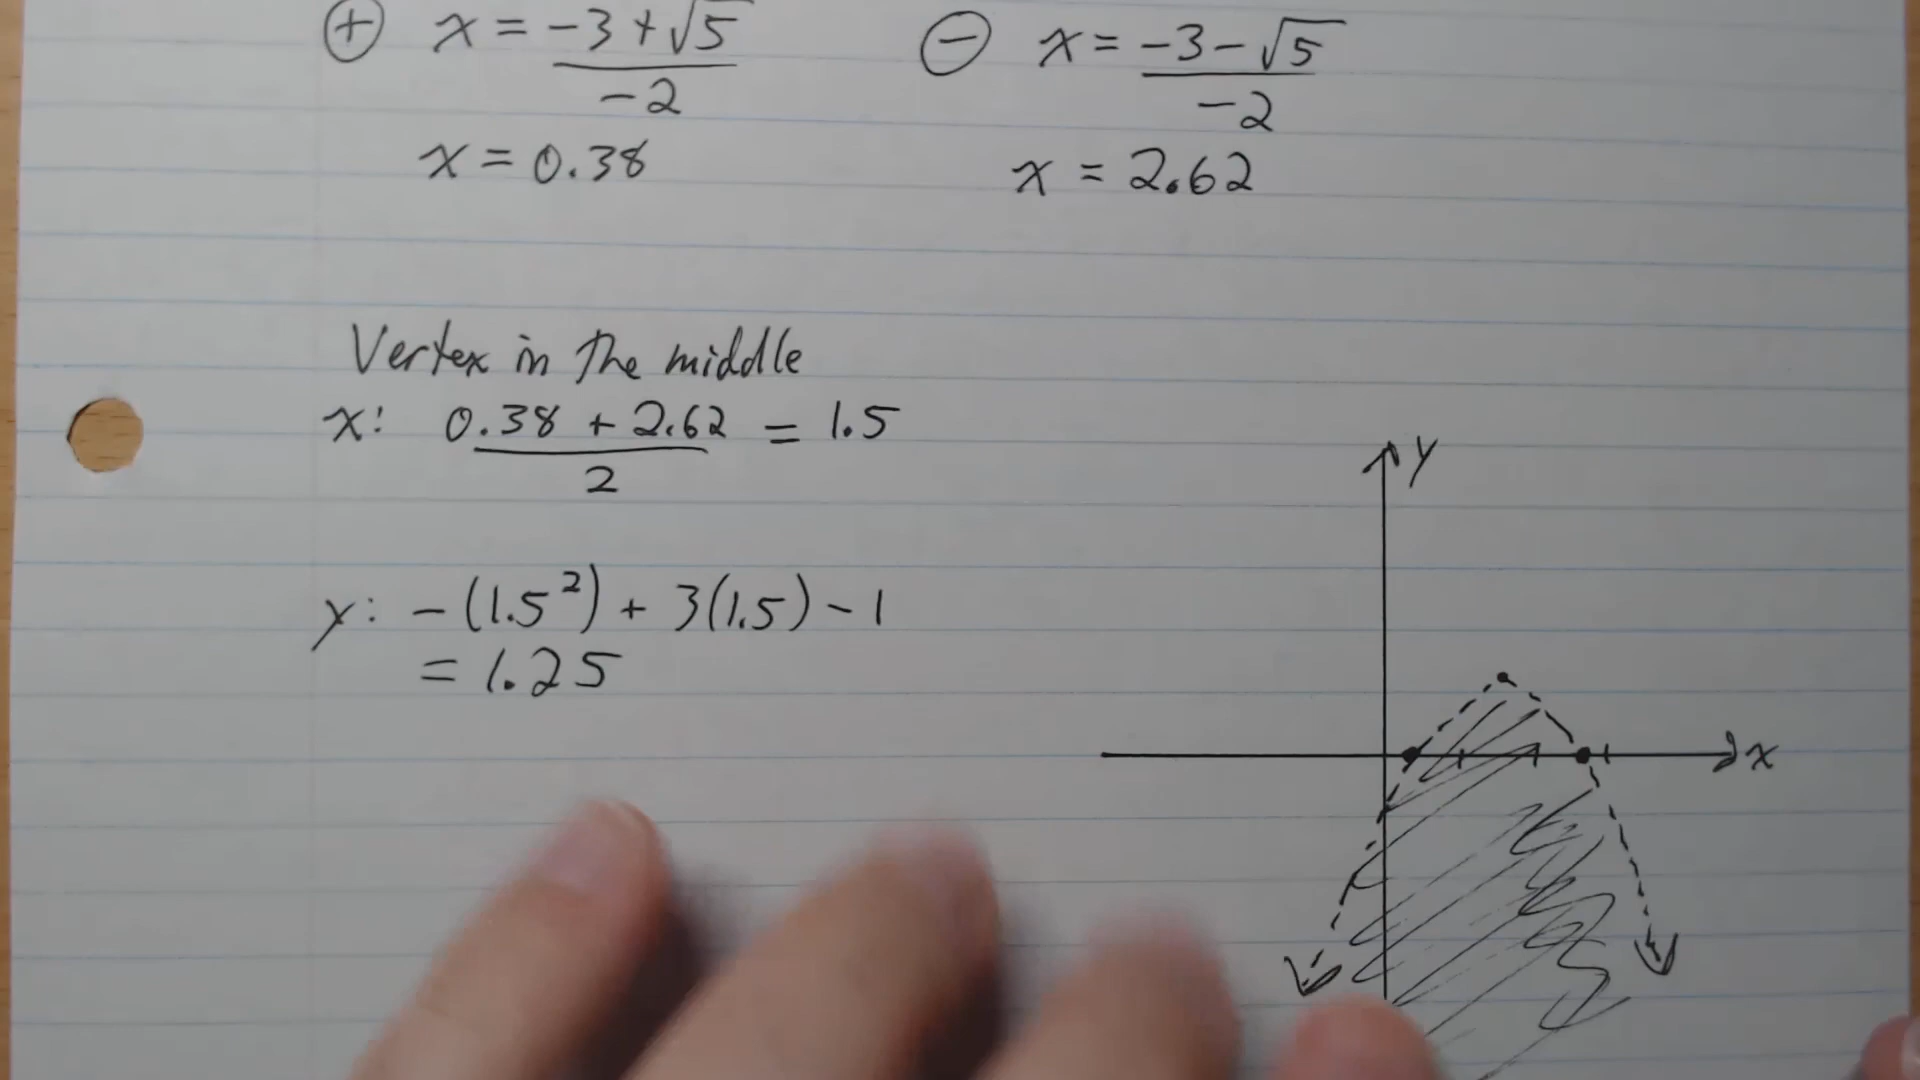 ⊕ x = -3 + √5
-2
x = 0.38
⊖ x = -3 - √5
-2
x = 2.62
Vertex in the middle
x: 0.38 + 2.62 = 1.5
2
y: -(1.5²) + 3(1.5) - 1
= 1.25
y
x